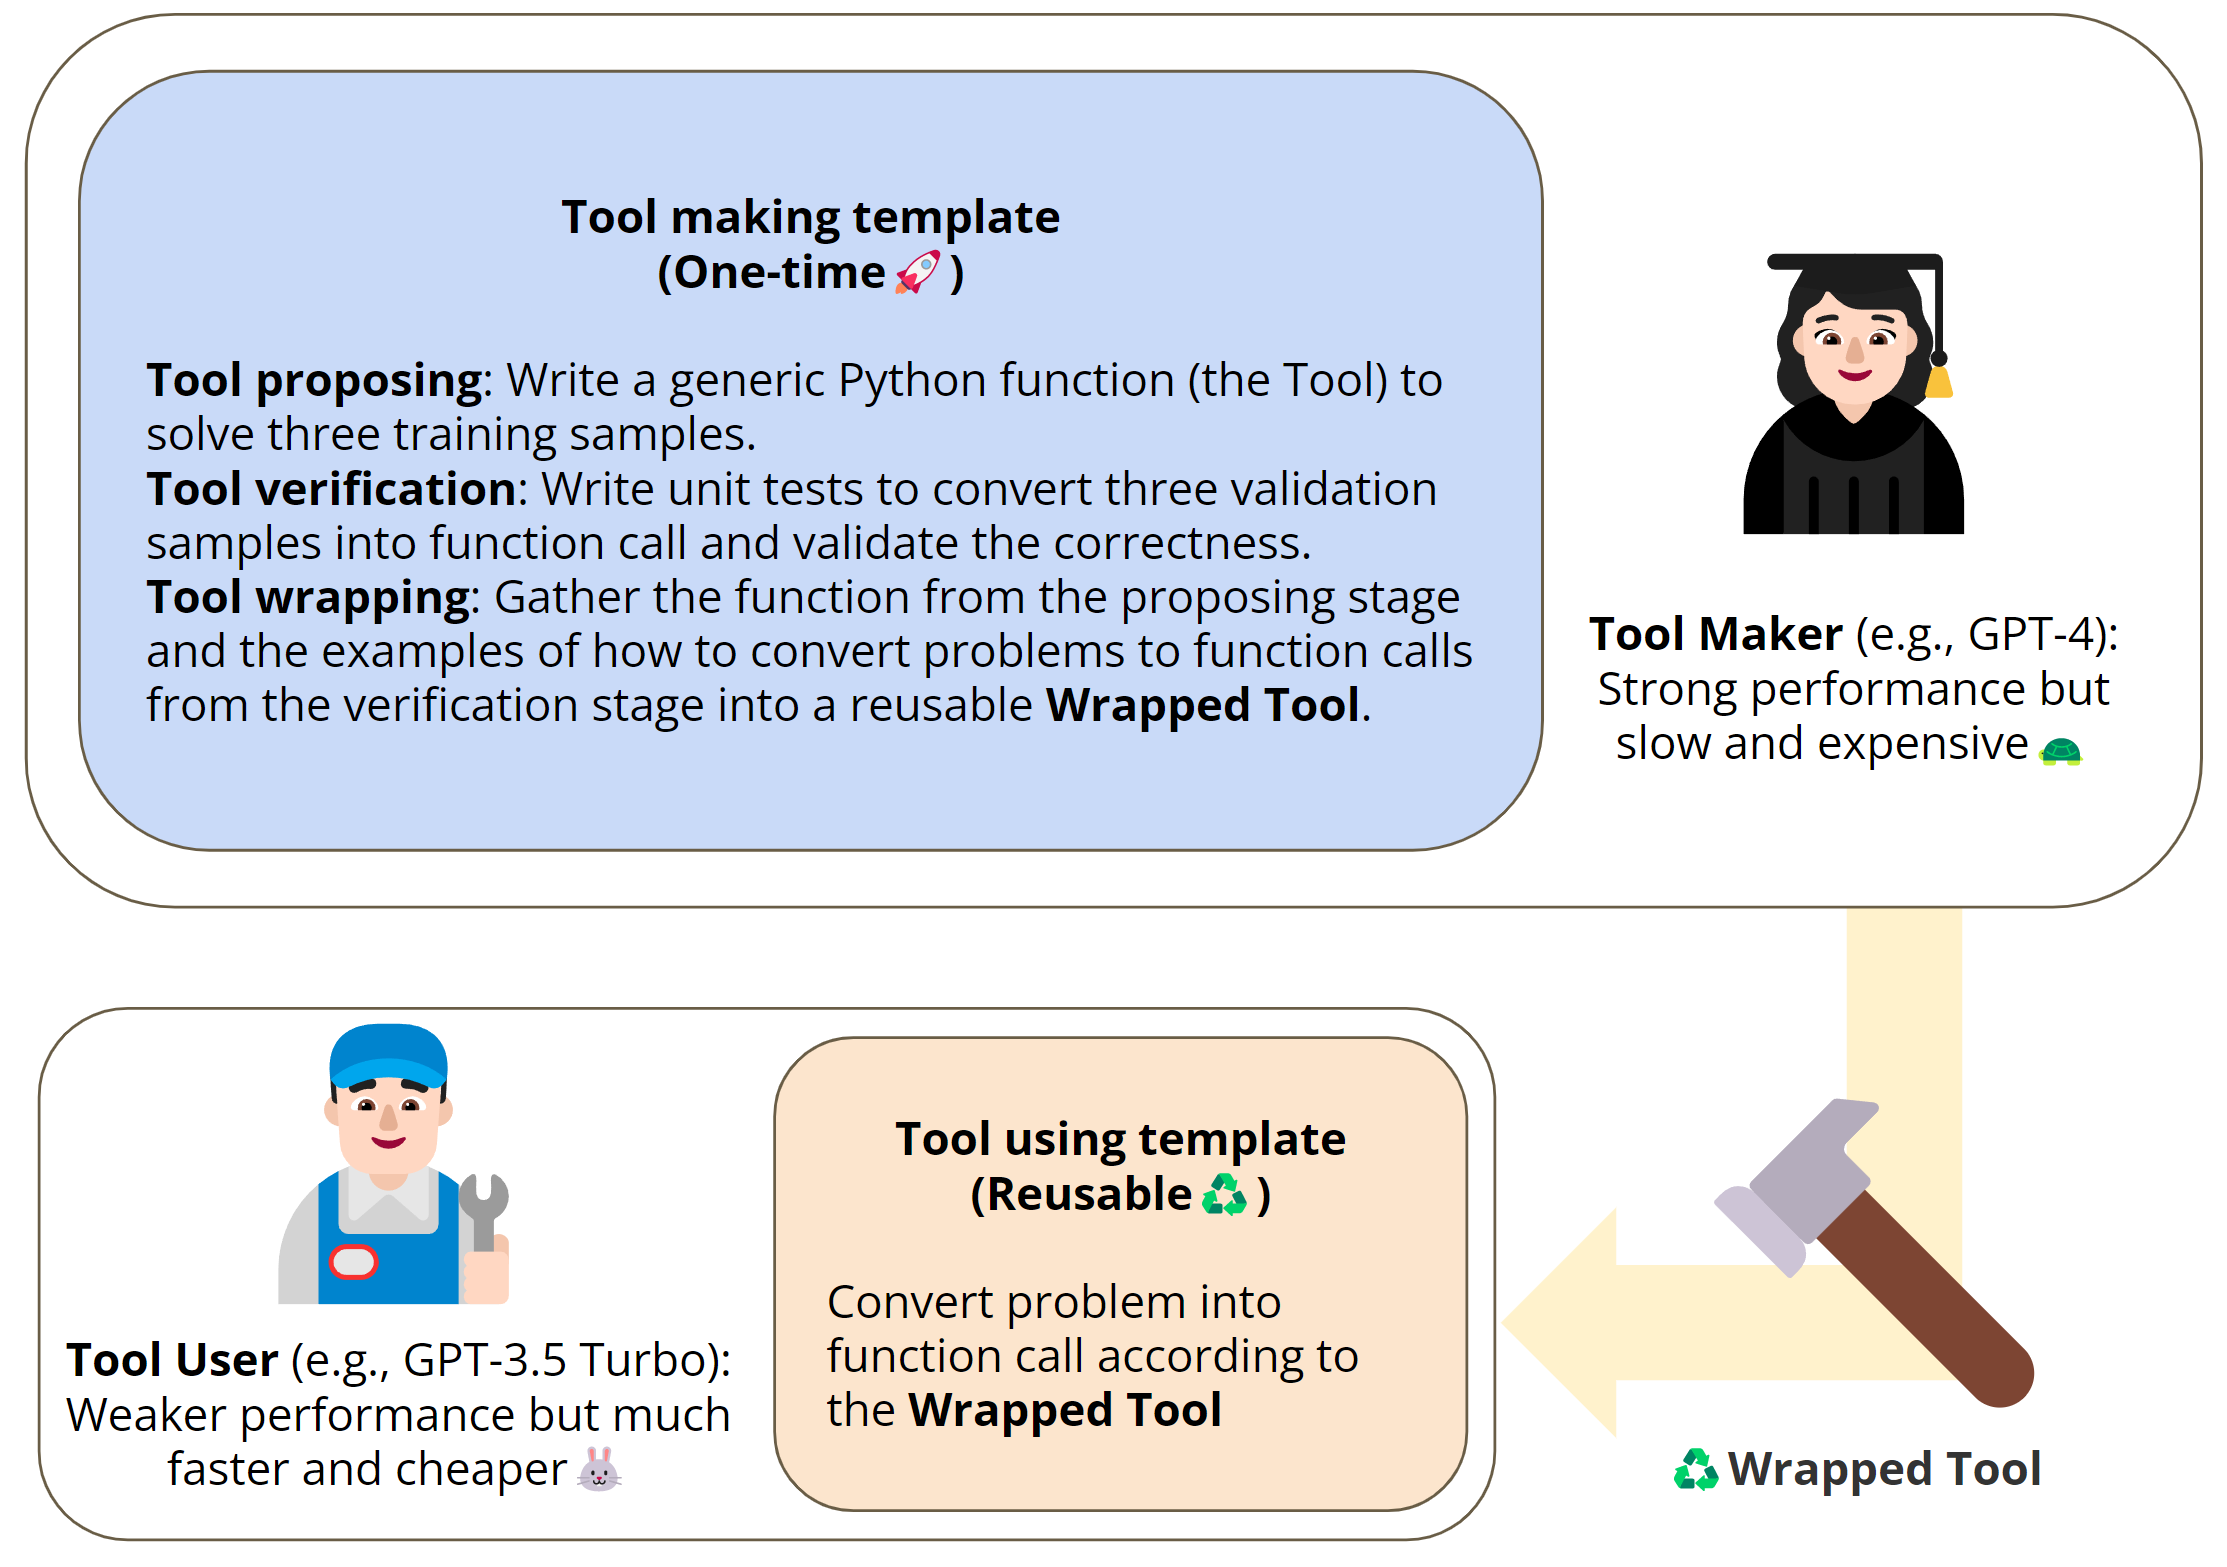 Tool making template
(One-time🚀)
Tool proposing: Write a generic Python function (the Tool) to
solve three training samples.
Tool verification: Write unit tests to convert three validation
samples into function call and validate the correctness.
Tool wrapping: Gather the function from the proposing stage
and the examples of how to convert problems to function calls
from the verification stage into a reusable Wrapped Tool.
Tool Maker (e.g., GPT-4):
Strong performance but
slow and expensive🐢
Tool User (e.g., GPT-3.5 Turbo):
Weaker performance but much
faster and cheaper🐰
Tool using template
(Reusable♻️)
Convert problem into
function call according to
the Wrapped Tool
♻️Wrapped Tool